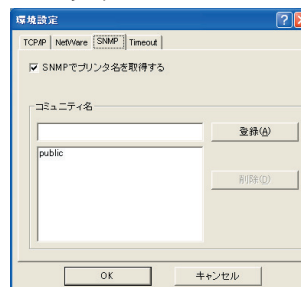 環境設定
TCP/IP NetWare SNMP Timeout
SNMPでプリンタ名を取得する
コミュニティ名
登録(A)
public
削除(D)
OK キャンセル